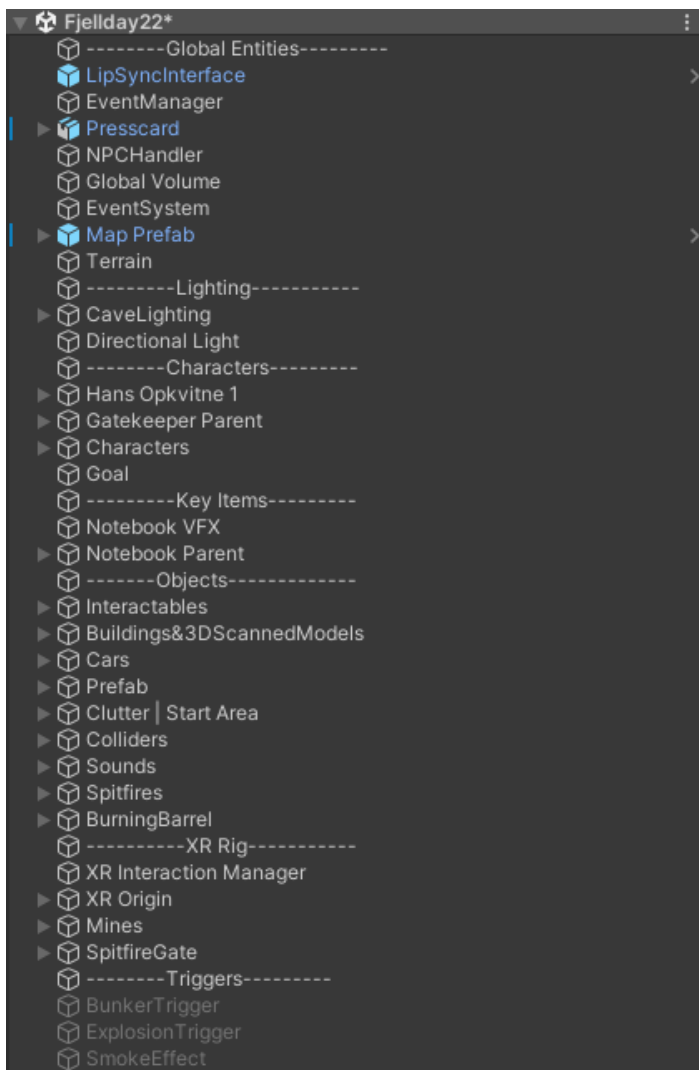 Fjellday22*
--------Global Entities---------
LipSyncInterface
EventManager
Presscard
NPCHandler
Global Volume
EventSystem
Map Prefab
Terrain
---------Lighting-----------
CaveLighting
Directional Light
--------Characters---------
Hans Opkvitne 1
Gatekeeper Parent
Characters
Goal
---------Key Items---------
Notebook VFX
Notebook Parent
-------Objects-------------
Interactables
Buildings&3DScannedModels
Cars
Prefab
Clutter | Start Area
Colliders
Sounds
Spitfires
BurningBarrel
----------XR Rig-----------
XR Interaction Manager
XR Origin
Mines
SpitfireGate
--------Triggers---------
BunkerTrigger
ExplosionTrigger
SmokeEffect